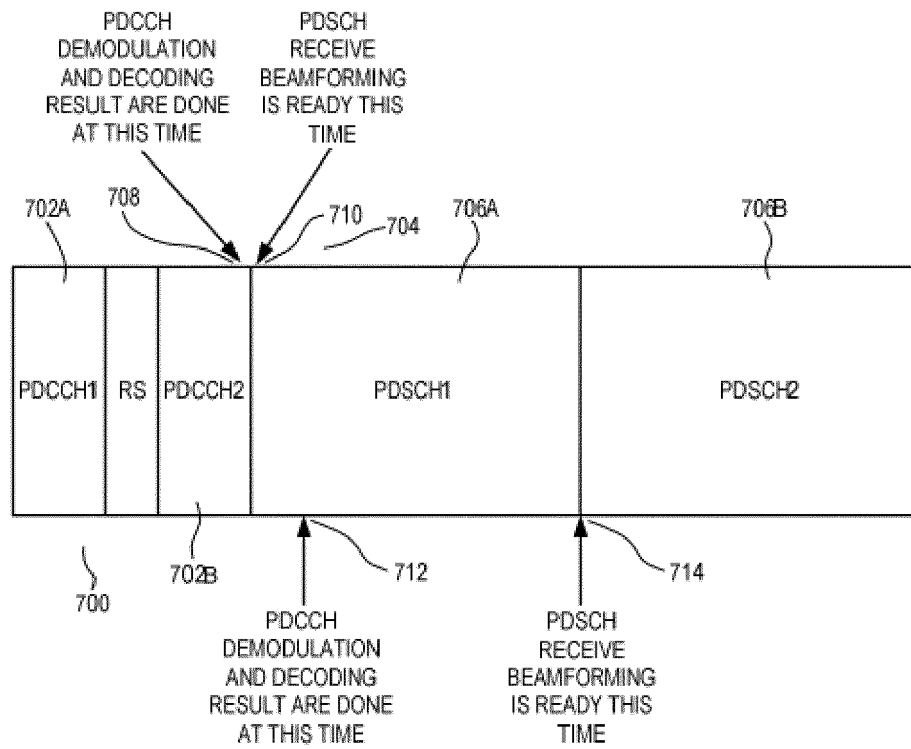 PDCCH
DEMODULATION
AND DECODING
RESULT ARE DONE
AT THIS TIME
PDSCH
RECEIVE
BEAMFORMING
IS READY THIS
TIME
702A
708
710
704
706A
706B
PDCCH1
RS
PDCCH2
PDSCH1
PDSCH2
700
702B
712
714
PDCCH
DEMODULATION
AND DECODING
RESULT ARE DONE
AT THIS TIME
PDSCH
RECEIVE
BEAMFORMING
IS READY THIS
TIME